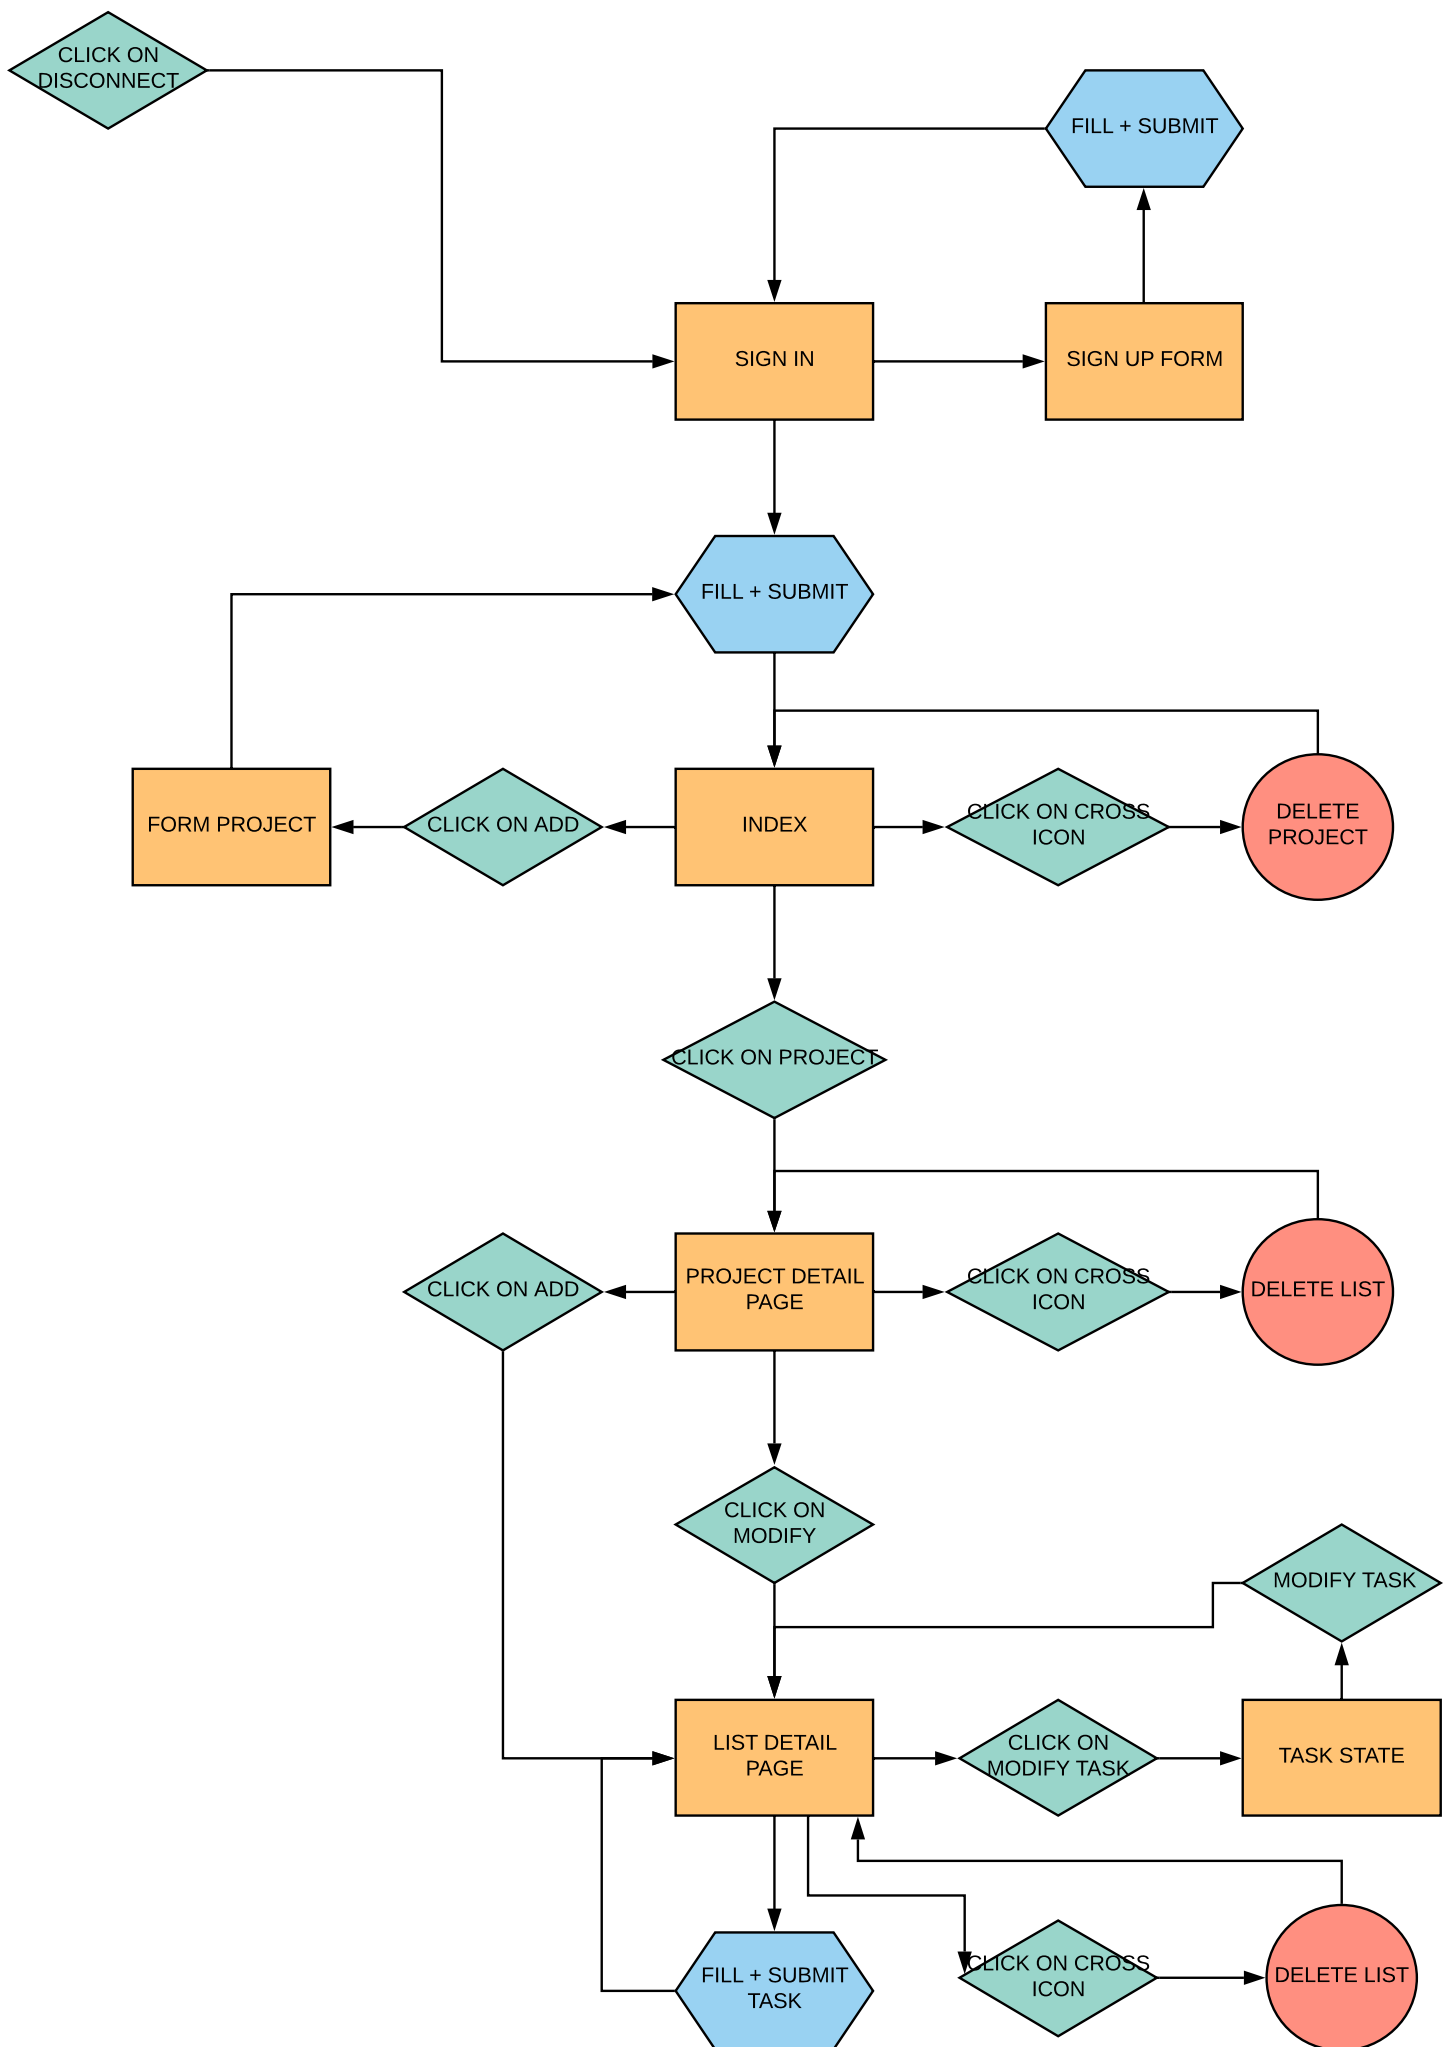 CLICK ON
DISCONNECT
FILL + SUBMIT
SIGN IN
SIGN UP FORM
FILL + SUBMIT
FORM PROJECT
CLICK ON ADD
INDEX
CLICK ON CROSS
ICON
DELETE
PROJECT
CLICK ON PROJECT
CLICK ON ADD
PROJECT DETAIL
PAGE
CLICK ON CROSS
ICON
DELETE LIST
CLICK ON
MODIFY
MODIFY TASK
LIST DETAIL
PAGE
CLICK ON
MODIFY TASK
TASK STATE
FILL + SUBMIT
TASK
CLICK ON CROSS
ICON
DELETE LIST